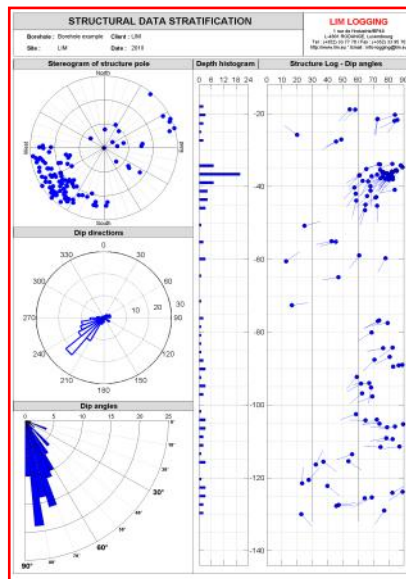 STRUCTURAL DATA STRATIFICATION
LIM LOGGING
Borehole : Borehole example Client : LIM
Site : LIM Date : 2010
Stereogram of structure pole
Depth histogram
Structure Log - Dip angles
0 6 12 18 24
0 10 20 30 40 50 60 70 80 90
North
West
East
South
-20
-40
-60
-80
-100
-120
-140
Dip directions
0
330 30
300 60
270 10 20 30 90
240 120
210 150
180
Dip angles
0 5 10 15 20 25
30°
60°
90°